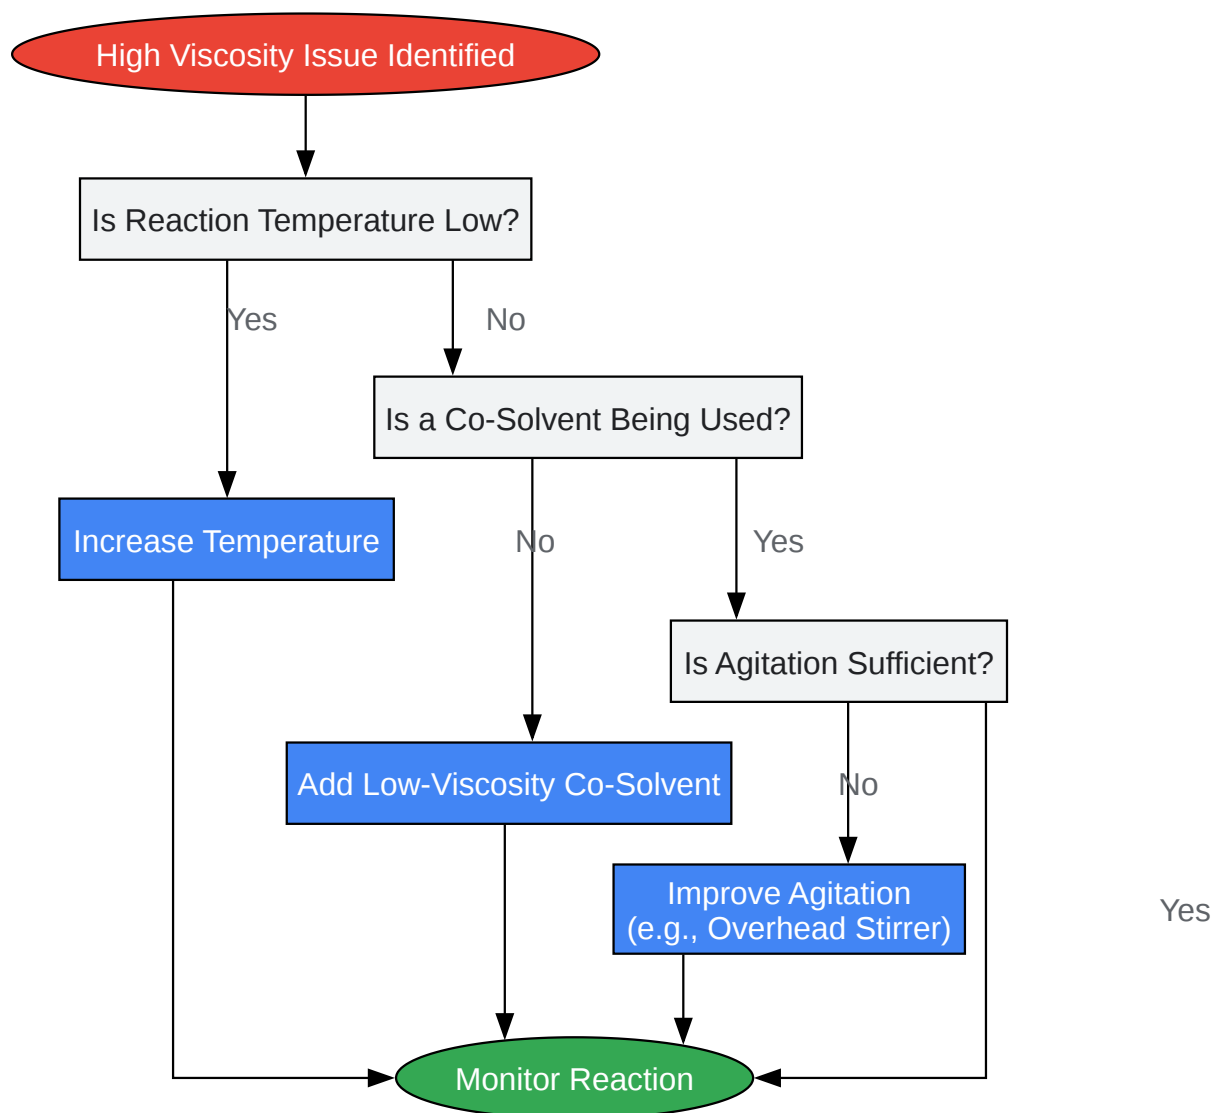 High Viscosity Issue Identified
Is Reaction Temperature Low?
Yes
No
Is a Co-Solvent Being Used?
Increase Temperature
No
Yes
Is Agitation Sufficient?
Add Low-Viscosity Co-Solvent
No
Improve Agitation
(e.g., Overhead Stirrer)
Yes
Monitor Reaction